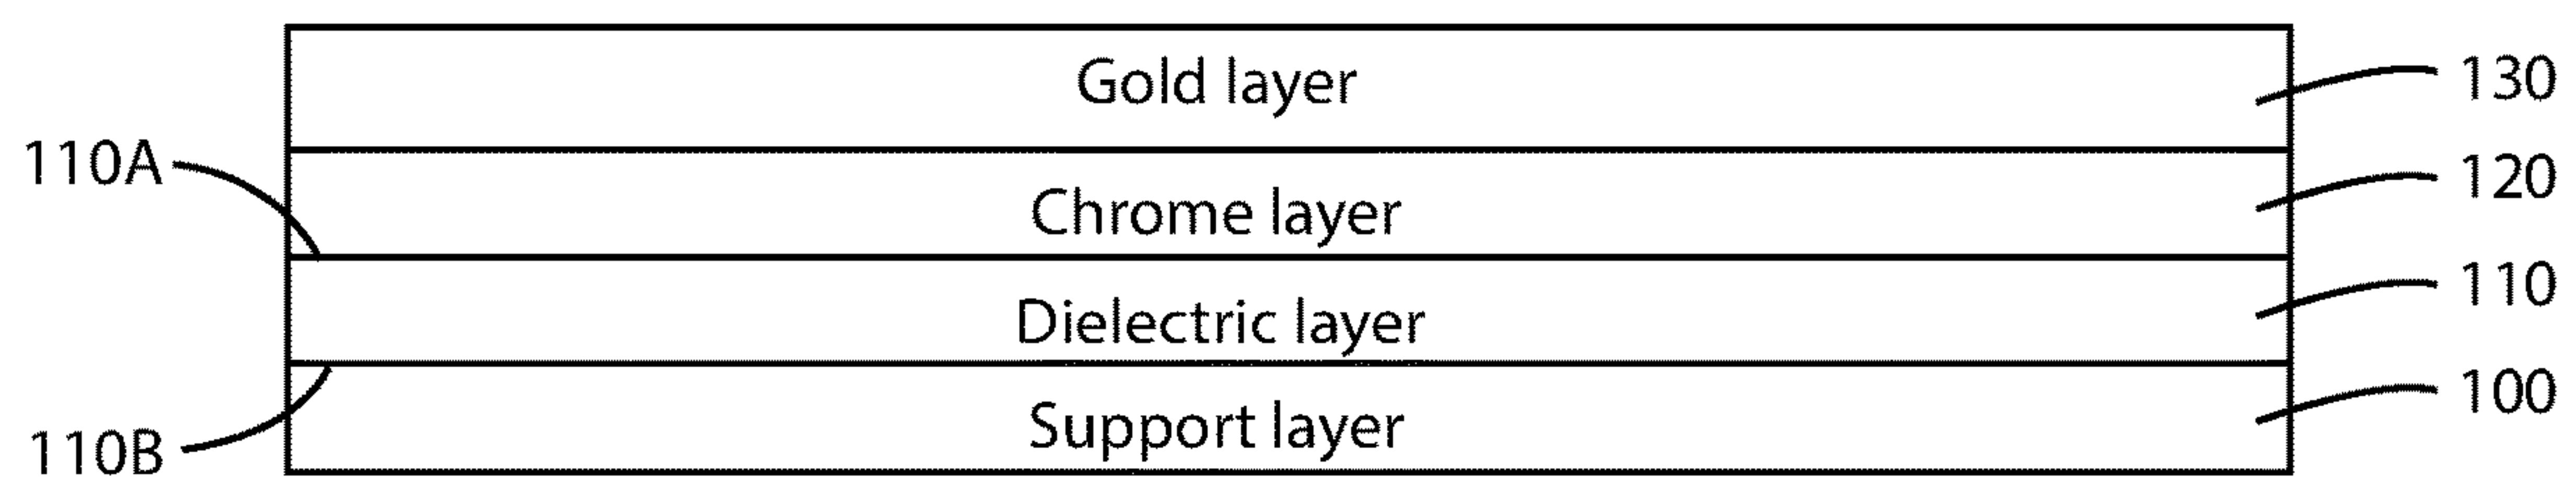 Gold layer
130
110A
Chrome layer
120
Dielectric layer
110
110B
Support layer
100